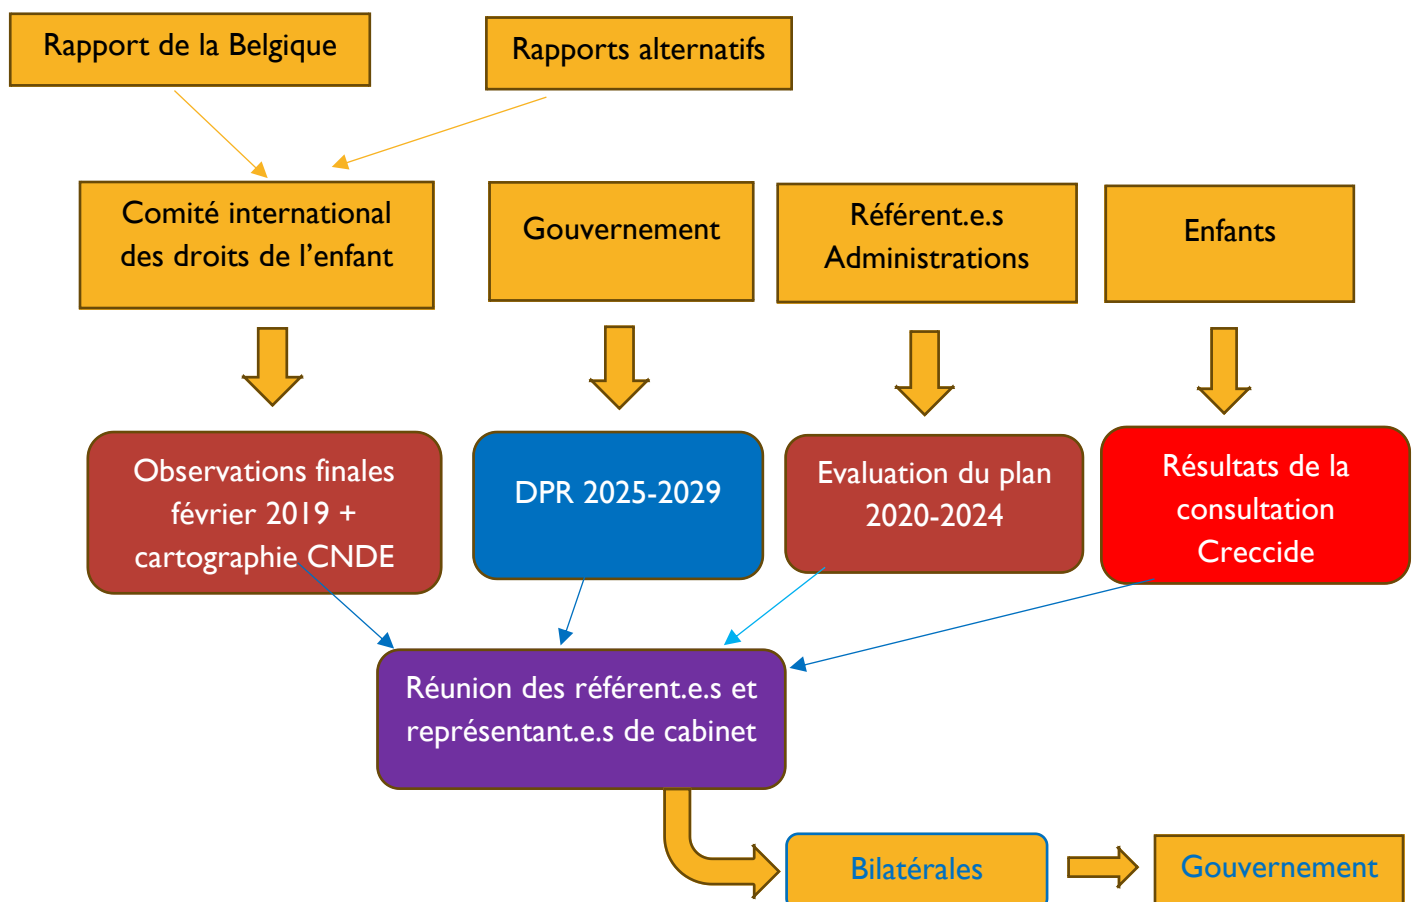 Rapport de la Belgique
Rapports alternatifs
Comité international
des droits de l’enfant
Gouvernement
Référent.e.s
Administrations
Enfants
Observations finales
février 2019 +
cartographie CNDE
DPR 2025-2029
Evaluation du plan
2020-2024
Résultats de la
consultation
Creccide
Réunion des référent.e.s et
représentant.e.s de cabinet
Bilatérales
Gouvernement